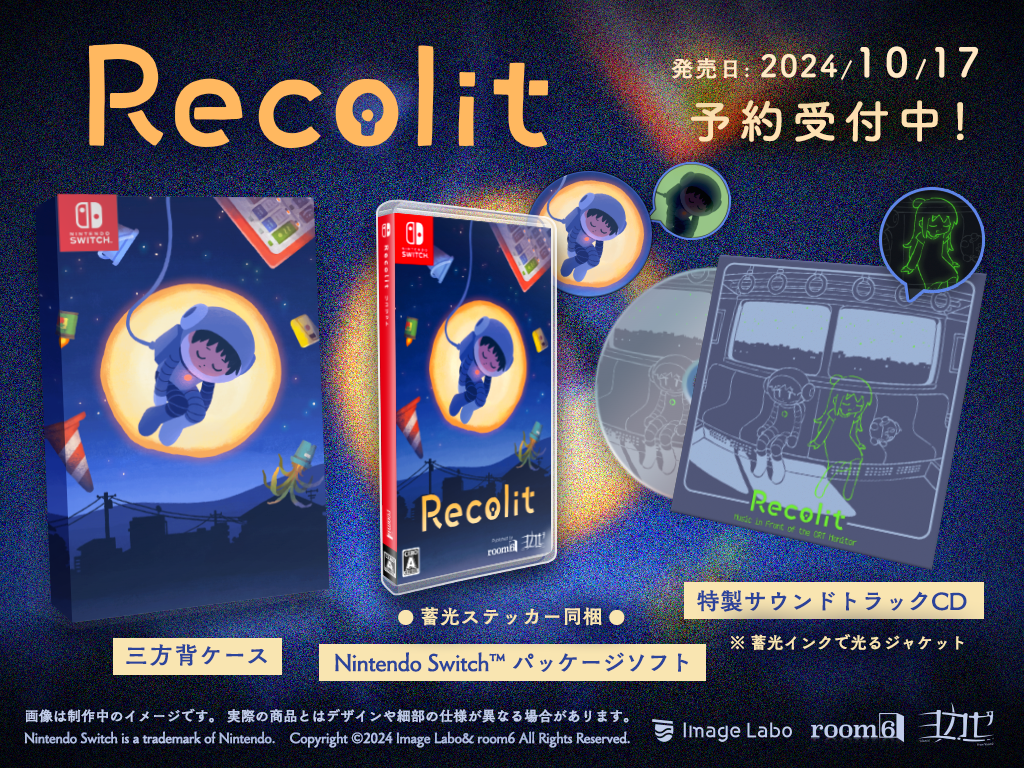 Recolit
発売日: 2024/10/17
予約受付中!
NINTENDO
SWITCH.
NINTENDO
SWITCH.
Recolit
Recolit
room6
ヨカゼ
A
Recolit
Music in Front of the CRT Monitor
● 蓄光ステッカー同梱 ●
特製サウンドトラックCD
※ 蓄光インクで光るジャケット
三方背ケース
Nintendo Switch™ パッケージソフト
画像は制作中のイメージです。 実際の商品とはデザインや細部の仕様が異なる場合があります。
Nintendo Switch is a trademark of Nintendo. Copyright ©2024 Image Labo& room6 All Rights Reserved.
Image Labo
room6
ヨカゼ